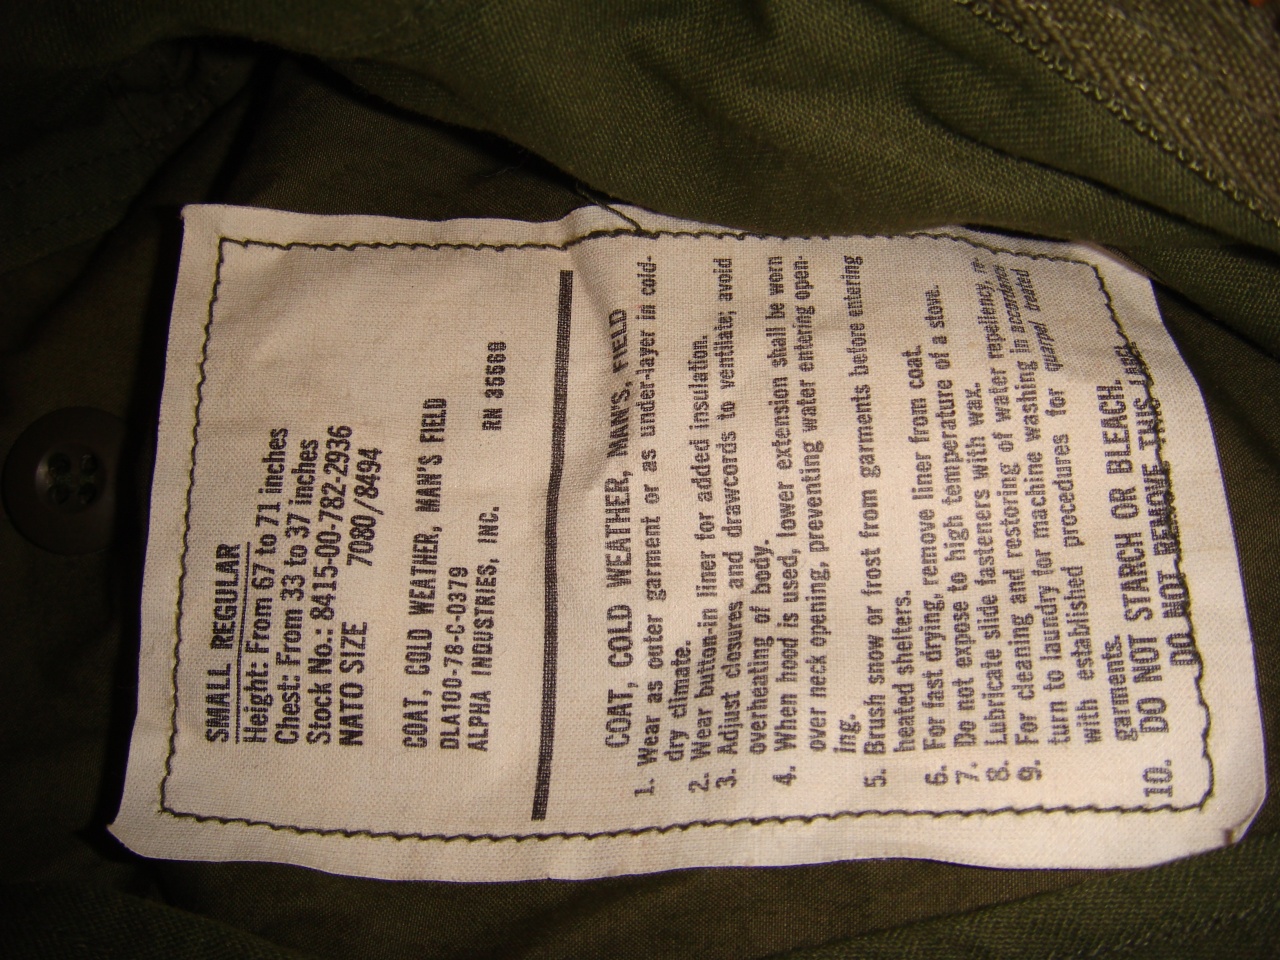 SMALL REGULAR
Height: From 67 to 71 inches
Chest: From 33 to 37 inches
Stock No.: 8415-00-782-2936
NATO SIZE 7080/8494
COAT, COLD WEATHER, MAN'S FIELD
DLA100-78-C-0379
ALPHA INDUSTRIES, INC. RN 35569
COAT, COLD WEATHER, MAN'S, FIELD
1. Wear as outer garment or as under-layer in cold-
dry climate.
2. Wear button-in liner for added insulation.
3. Adjust closures and drawcords to ventilate; avoid
overheating of body.
4. When hood is used, lower extension shall be worn
over neck opening, preventing water entering open-
ing.
5. Brush snow or frost from garments before entering
heated shelters.
6. For fast drying, remove liner from coat.
7. Do not expose to high temperature of a stove.
8. Lubricate slide fasteners with wax.
9. For cleaning and restoring of water repellency, re-
turn to laundry for machine washing in accordance
with established procedures for quarpel treated
garments.
10. DO NOT STARCH OR BLEACH.
DO NOT REMOVE THIS LABEL